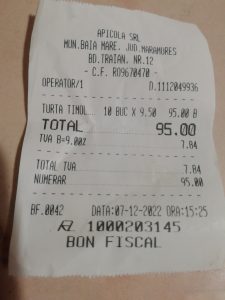 APICOLA SRL
MUN.BAIA MARE, JUD.MARAMURES
BD.TRAIAN, NR.12
- C.F. RO9670470 -
OPERATOR/1 D.1112049936
TURTA TIMOL 10 BUC X 9.50 95.00 B
TOTAL 95.00
TVA B=9.00% 7.84
TOTAL TVA 7.84
NUMERAR 95.00
BF.0042 DATA:07-12-2022 ORA:15:25
1000203145
BON FISCAL